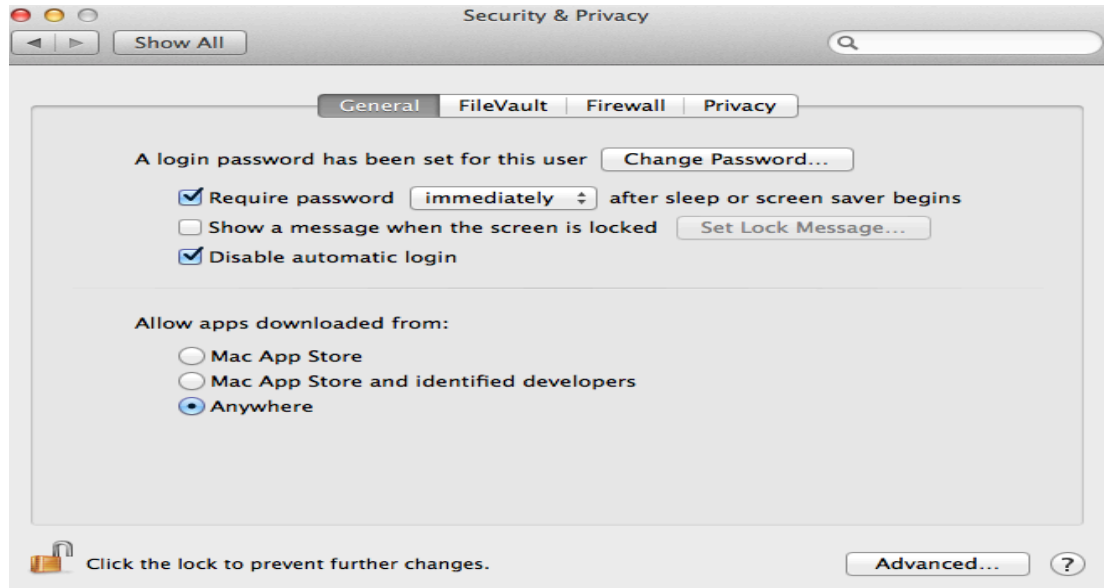 Security & Privacy
Show All
General FileVault Firewall Privacy
A login password has been set for this user Change Password...
Require password immediately after sleep or screen saver begins
Show a message when the screen is locked Set Lock Message...
Disable automatic login
Allow apps downloaded from:
Mac App Store
Mac App Store and identified developers
Anywhere
Click the lock to prevent further changes. Advanced... ?